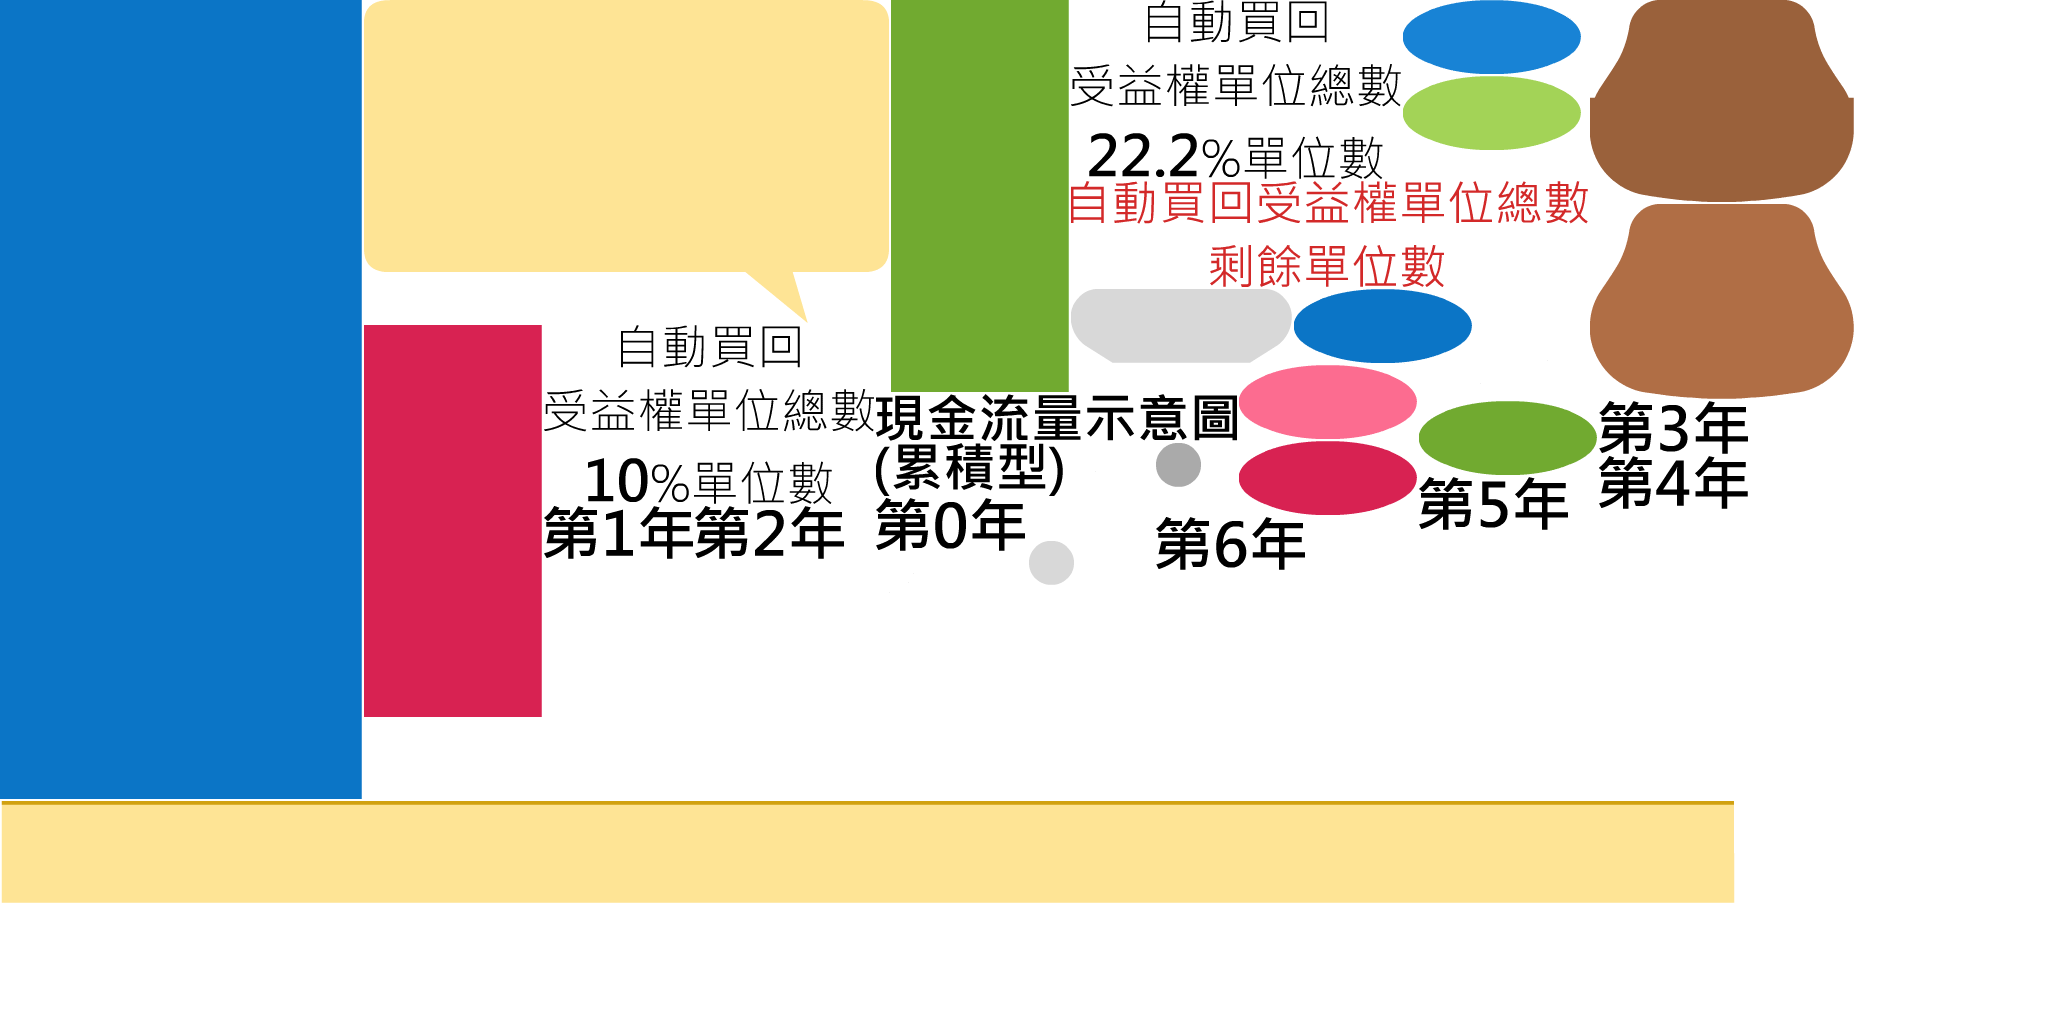 自動買回
受益權單位總數
22.2%單位數
自動買回受益權單位總數
剩餘單位數
自動買回
受益權單位總數
10%單位數
第1年第2年
現金流量示意圖
(累積型)
第0年
第6年
第5年
第3年
第4年